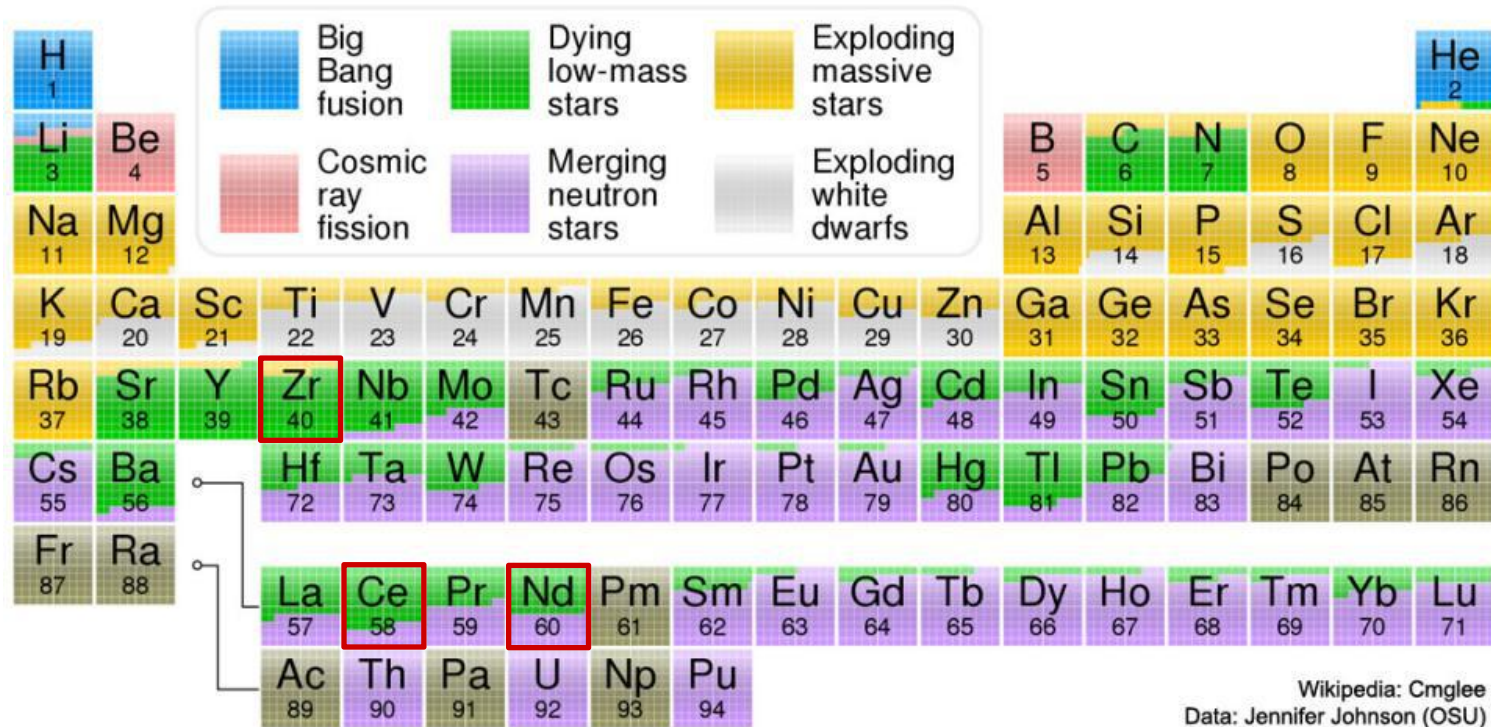 Big Bang fusion
Dying low-mass stars
Exploding massive stars
Cosmic ray fission
Merging neutron stars
Exploding white dwarfs
H He
1 2
Li Be B C N O F Ne
3 4 5 6 7 8 9 10
Na Mg Al Si P S Cl Ar
11 12 13 14 15 16 17 18
K Ca Sc Ti V Cr Mn Fe Co Ni Cu Zn Ga Ge As Se Br Kr
19 20 21 22 23 24 25 26 27 28 29 30 31 32 33 34 35 36
Rb Sr Y Zr Nb Mo Tc Ru Rh Pd Ag Cd In Sn Sb Te I Xe
37 38 39 40 41 42 43 44 45 46 47 48 49 50 51 52 53 54
Cs Ba Hf Ta W Re Os Ir Pt Au Hg Tl Pb Bi Po At Rn
55 56 72 73 74 75 76 77 78 79 80 81 82 83 84 85 86
Fr Ra
87 88
La Ce Pr Nd Pm Sm Eu Gd Tb Dy Ho Er Tm Yb Lu
57 58 59 60 61 62 63 64 65 66 67 68 69 70 71
Ac Th Pa U Np Pu
89 90 91 92 93 94
Wikipedia: Cmglee
Data: Jennifer Johnson (OSU)